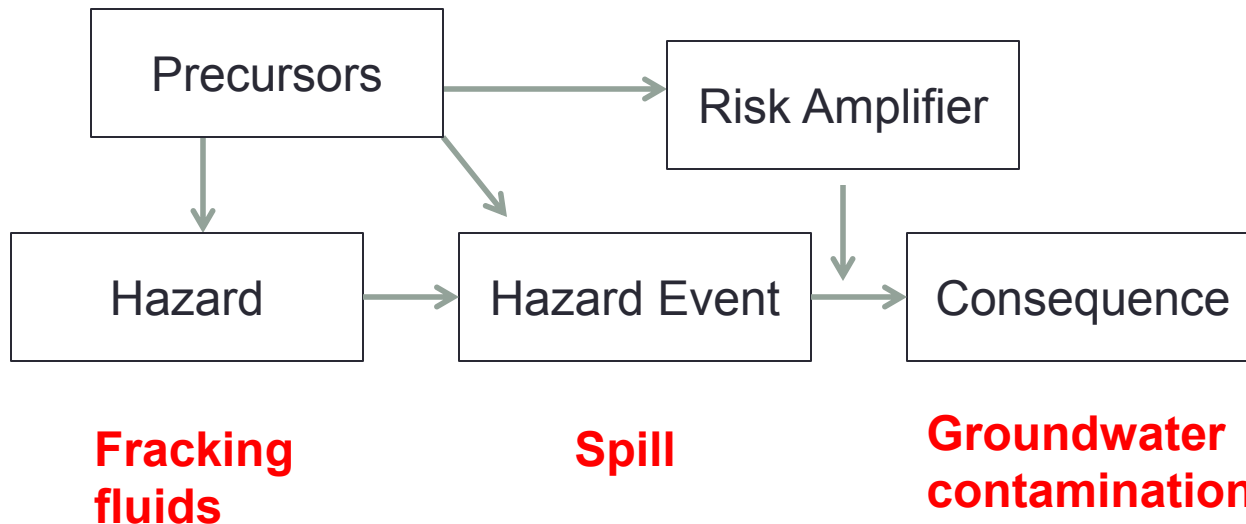 Precursors
Risk Amplifier
Hazard
Hazard Event
Consequence
Fracking
fluids
Spill
Groundwater
contamination